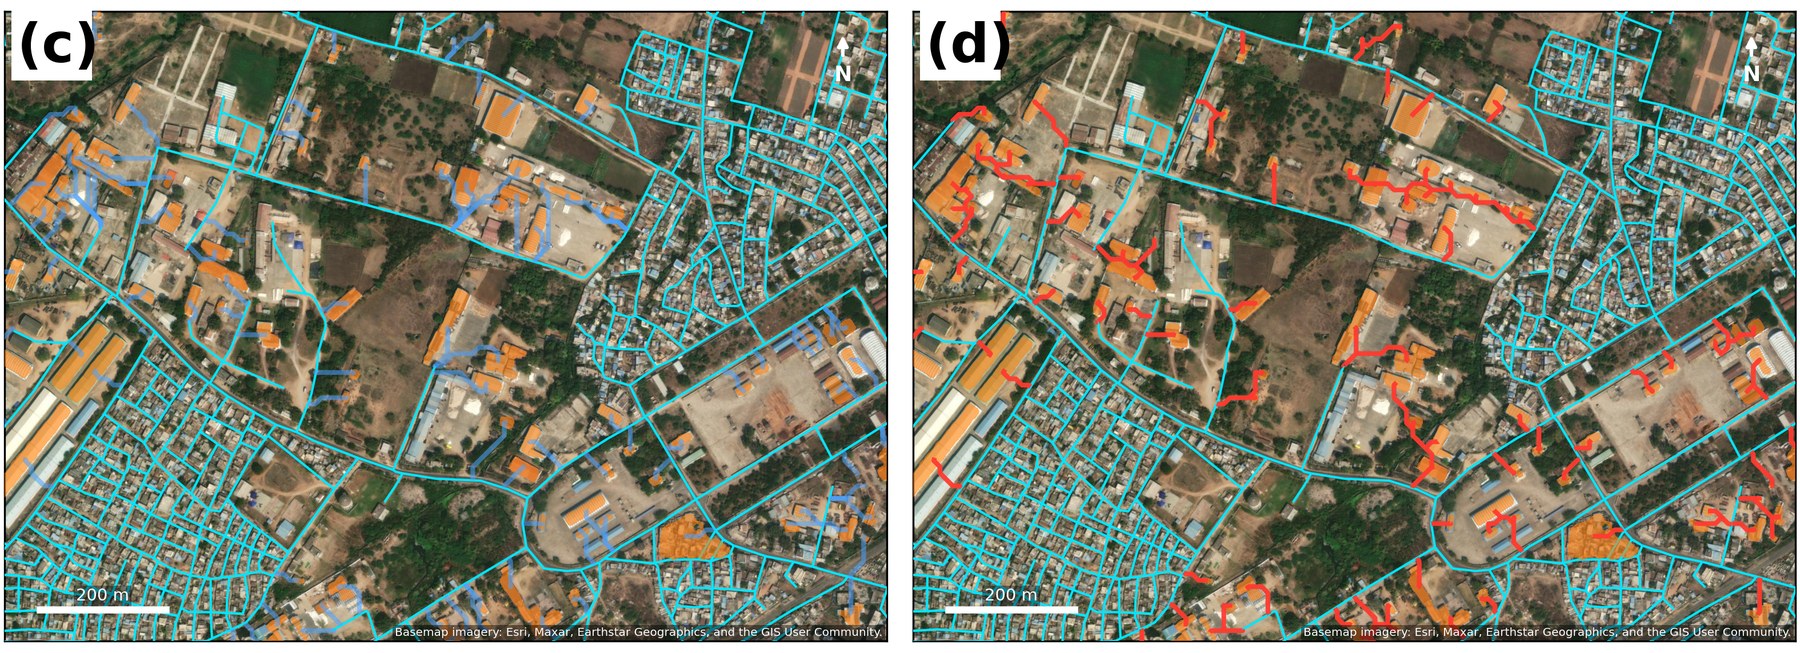 (c)
N
200 m
Basemap imagery: Esri, Maxar, Earthstar Geographics, and the GIS User Community.
(d)
N
200 m
Basemap imagery: Esri, Maxar, Earthstar Geographics, and the GIS User Community.